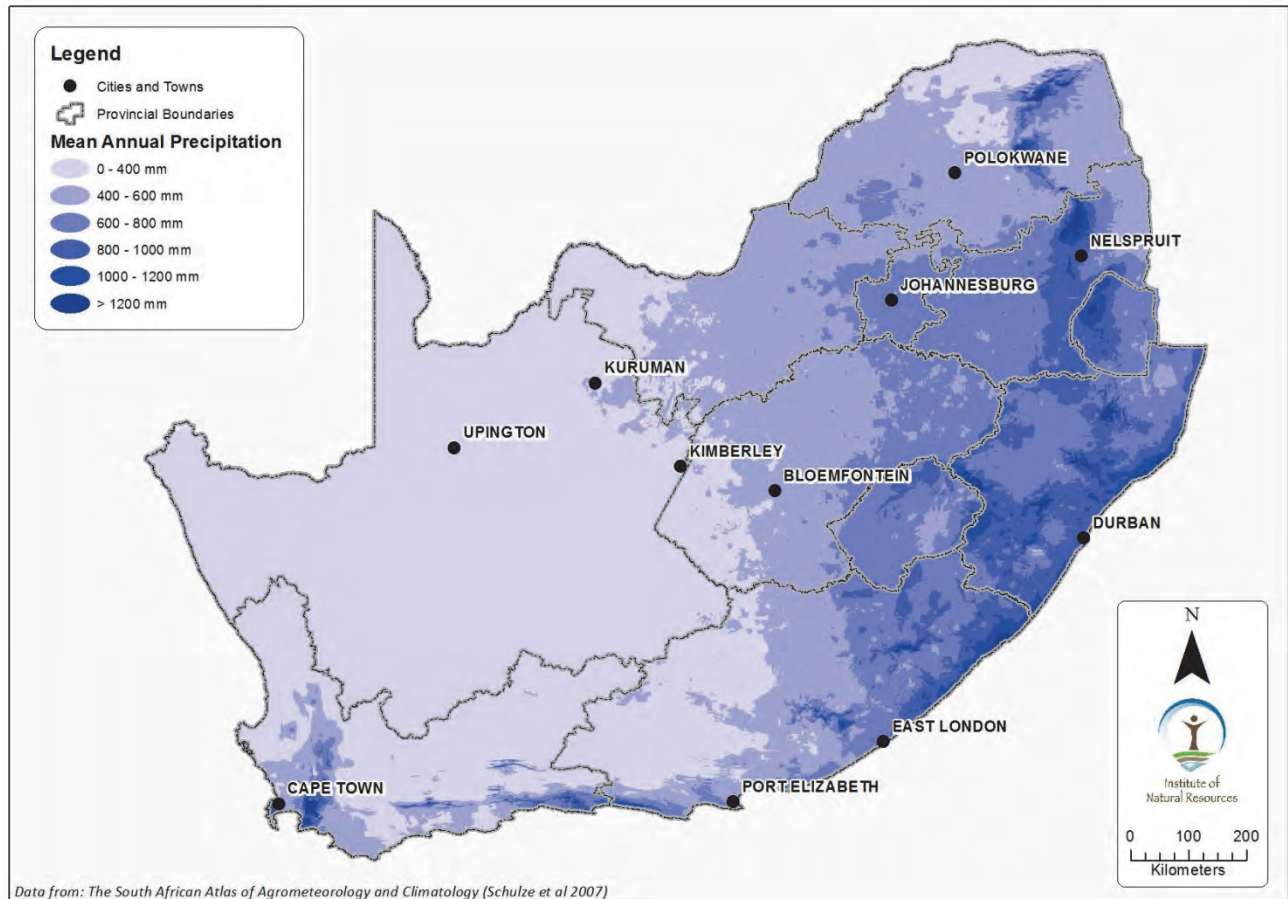 Legend
Cities and Towns
Provincial Boundaries
Mean Annual Precipitation
0 - 400 mm
400 - 600 mm
600 - 800 mm
800 - 1000 mm
1000 - 1200 mm
> 1200 mm
POLOKWANE
NELSPRUIT
JOHANNESBURG
KURUMAN
UPINGTON
KIMBERLEY
BLOEMFONTEIN
DURBAN
EAST LONDON
CAPE TOWN
PORT ELIZABETH
N
Institute of
Natural Resources
0 100 200
Kilometers
Data from: The South African Atlas of Agrometeorology and Climatology (Schulze et al 2007)